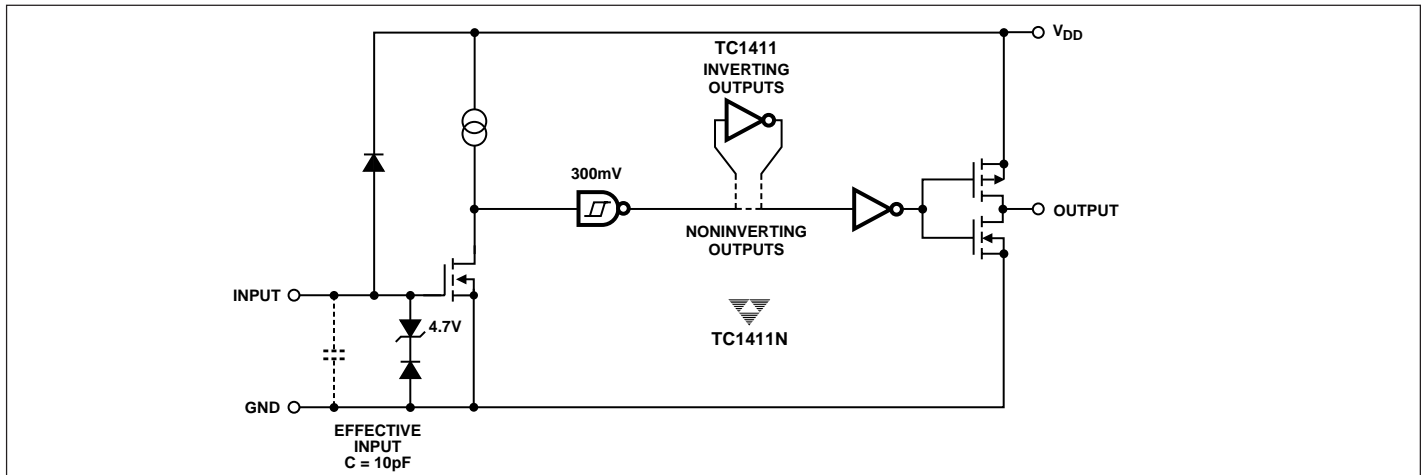 V_DD
TC1411
INVERTING
OUTPUTS
300mV
NONINVERTING
OUTPUTS
OUTPUT
INPUT
4.7V
TC1411N
GND
EFFECTIVE
INPUT
C = 10pF